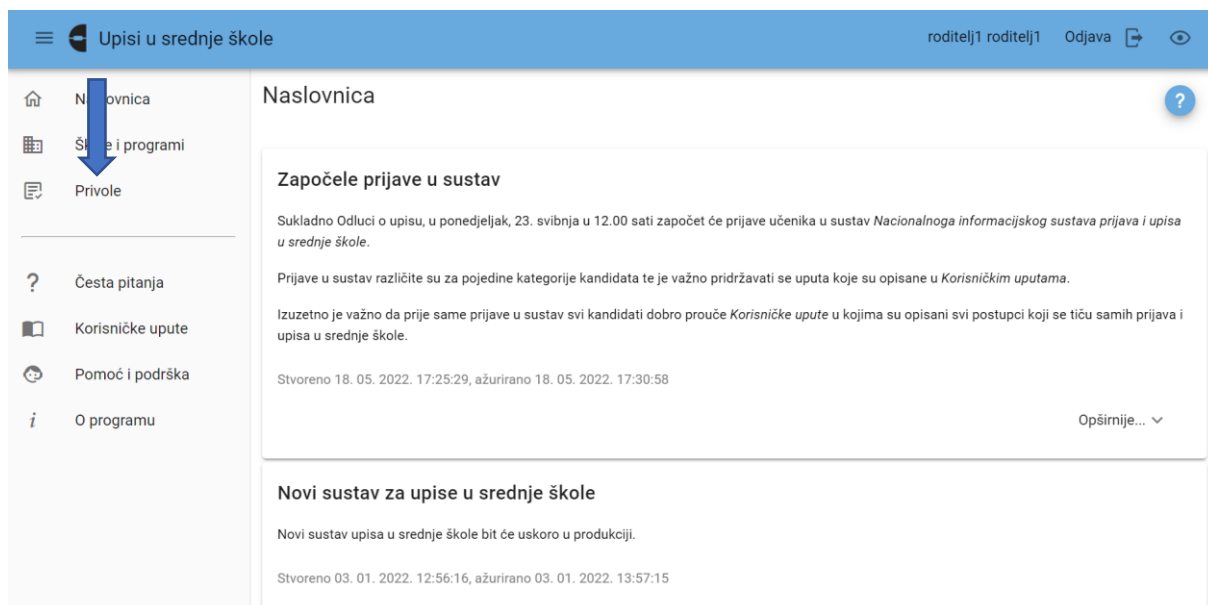 Upisi u srednje škole
roditelj1 roditelj1 Odjava
Naslovnica
Škole i programi
Privole
Česta pitanja
Korisničke upute
Pomoć i podrška
O programu
Naslovnica
?
Započele prijave u sustav
Sukladno Odluci o upisu, u ponedjeljak, 23. svibnja u 12.00 sati započet će prijave učenika u sustav Nacionalnoga informacijskog sustava prijava i upisa
u srednje škole.
Prijave u sustav različite su za pojedine kategorije kandidata te je važno pridržavati se uputa koje su opisane u Korisničkim uputama.
Izuzetno je važno da prije same prijave u sustav svi kandidati dobro prouče Korisničke upute u kojima su opisani svi postupci koji se tiču samih prijava i
upisa u srednje škole.
Stvoreno 18. 05. 2022. 17:25:29, ažurirano 18. 05. 2022. 17:30:58
Opširnije...
Novi sustav za upise u srednje škole
Novi sustav upisa u srednje škole bit će uskoro u produkciji.
Stvoreno 03. 01. 2022. 12:56:16, ažurirano 03. 01. 2022. 13:57:15